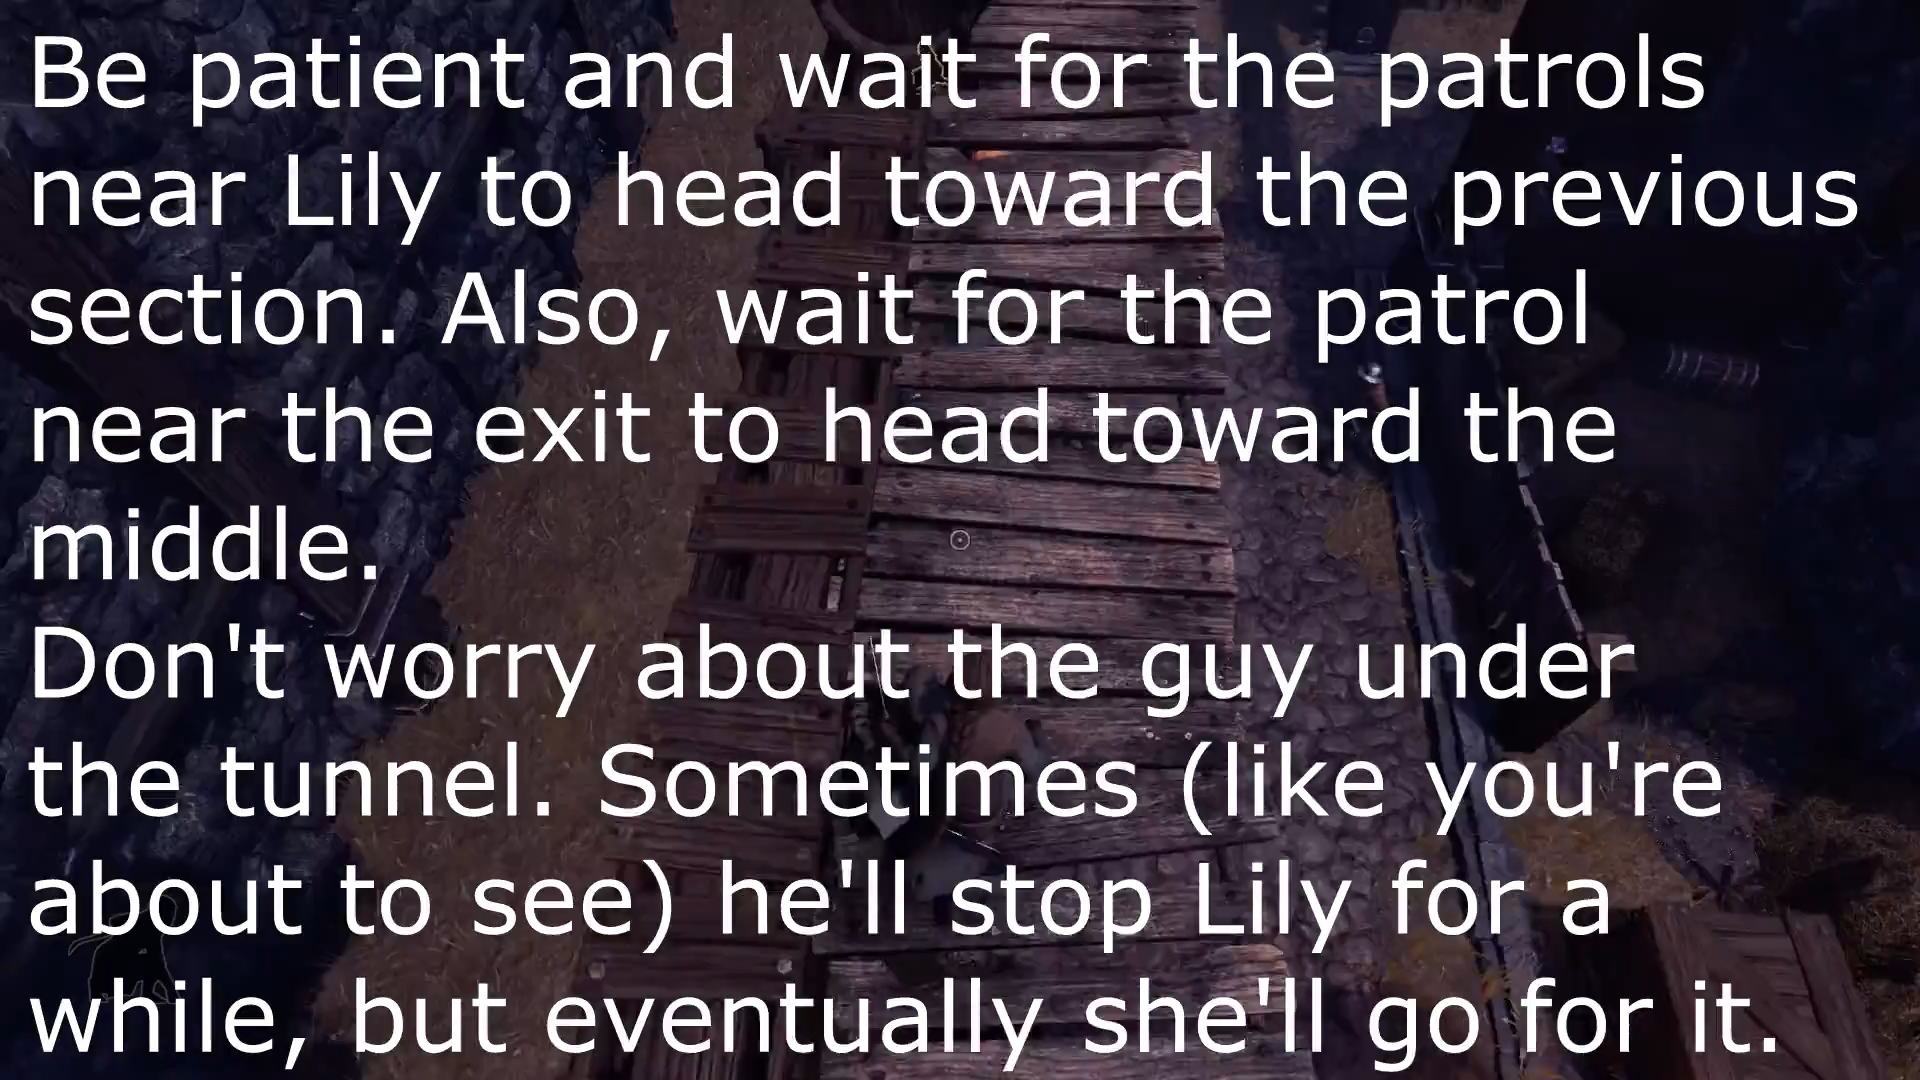 Be patient and wait for the patrols
near Lily to head toward the previous
section. Also, wait for the patrol
near the exit to head toward the
middle.
Don't worry about the guy under
the tunnel. Sometimes (like you're
about to see) he'll stop Lily for a
while, but eventually she'll go for it.